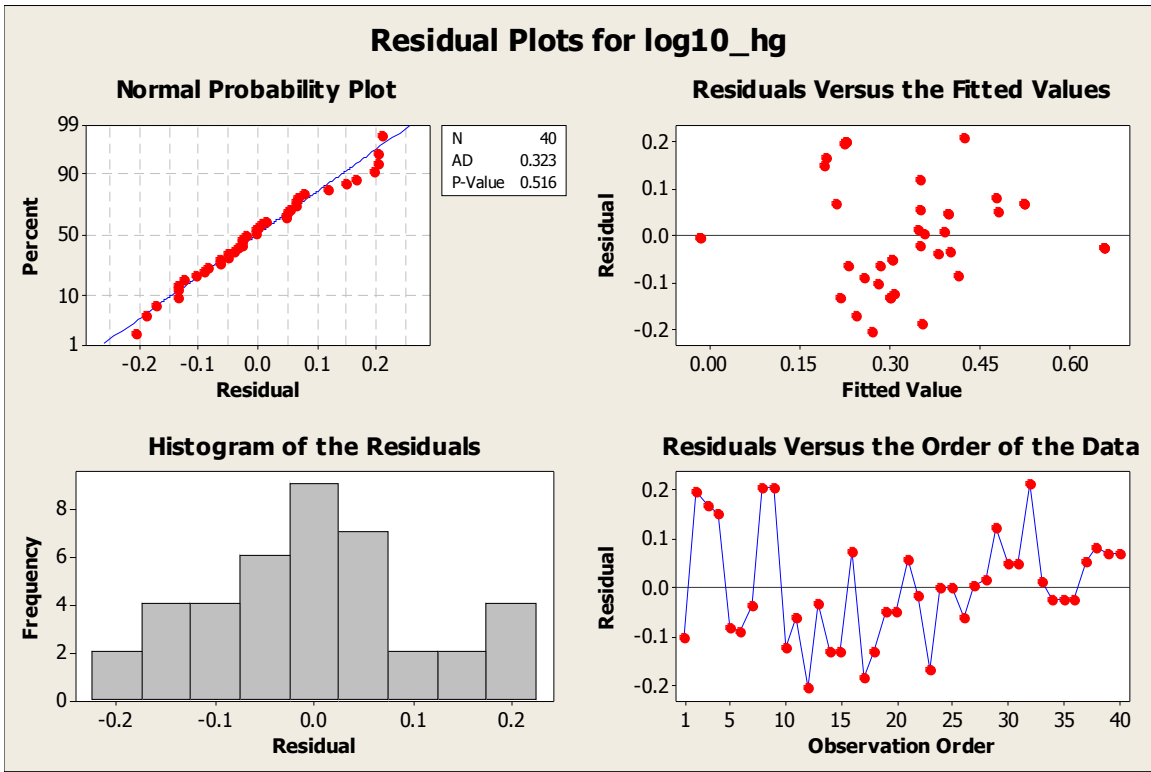 Residual Plots for log10_hg
Normal Probability Plot
99
90
50
10
1
Percent
-0.2 -0.1 0.0 0.1 0.2
Residual
N 40
AD 0.323
P-Value 0.516
Residuals Versus the Fitted Values
0.2
0.1
0.0
-0.1
-0.2
Residual
0.00 0.15 0.30 0.45 0.60
Fitted Value
Histogram of the Residuals
8
6
4
2
0
Frequency
-0.2 -0.1 0.0 0.1 0.2
Residual
Residuals Versus the Order of the Data
0.2
0.1
0.0
-0.1
-0.2
Residual
1 5 10 15 20 25 30 35 40
Observation Order